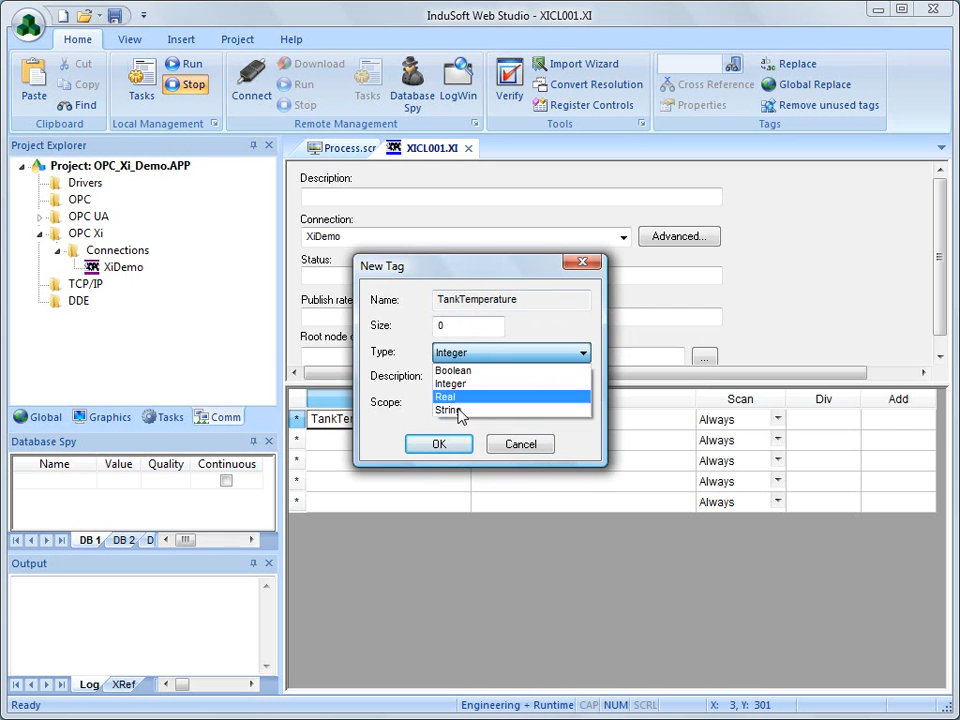 InduSoft Web Studio - XICL001.XI
Home View Insert Project Help
Paste
Cut
Copy
Find
Clipboard
Tasks
Run
Stop
Local Management
Connect
Download
Run
Stop
Tasks
Database Spy
LogWin
Remote Management
Verify
Import Wizard
Convert Resolution
Register Controls
Tools
Replace
Cross Reference
Global Replace
Properties
Remove unused tags
Tags
Project Explorer
Project: OPC_Xi_Demo.APP
Drivers
OPC
OPC UA
OPC Xi
Connections
XiDemo
TCP/IP
DDE
Global Graphics Tasks Comm
Database Spy
Name Value Quality Continuous
DB 1 DB 2
Output
Log XRef
Process.scr
XICL001.XI
Description:
Connection:
XiDemo
Advanced...
Status:
Publish rate
Root node
...
Scan Div Add
Always
Always
Always
Always
Always
New Tag
Name: TankTemperature
Size: 0
Type: Integer
Boolean
Integer
Real
String
Description:
Scope:
OK Cancel
Ready
Engineering + Runtime CAP NUM SCRL X: 3, Y: 301